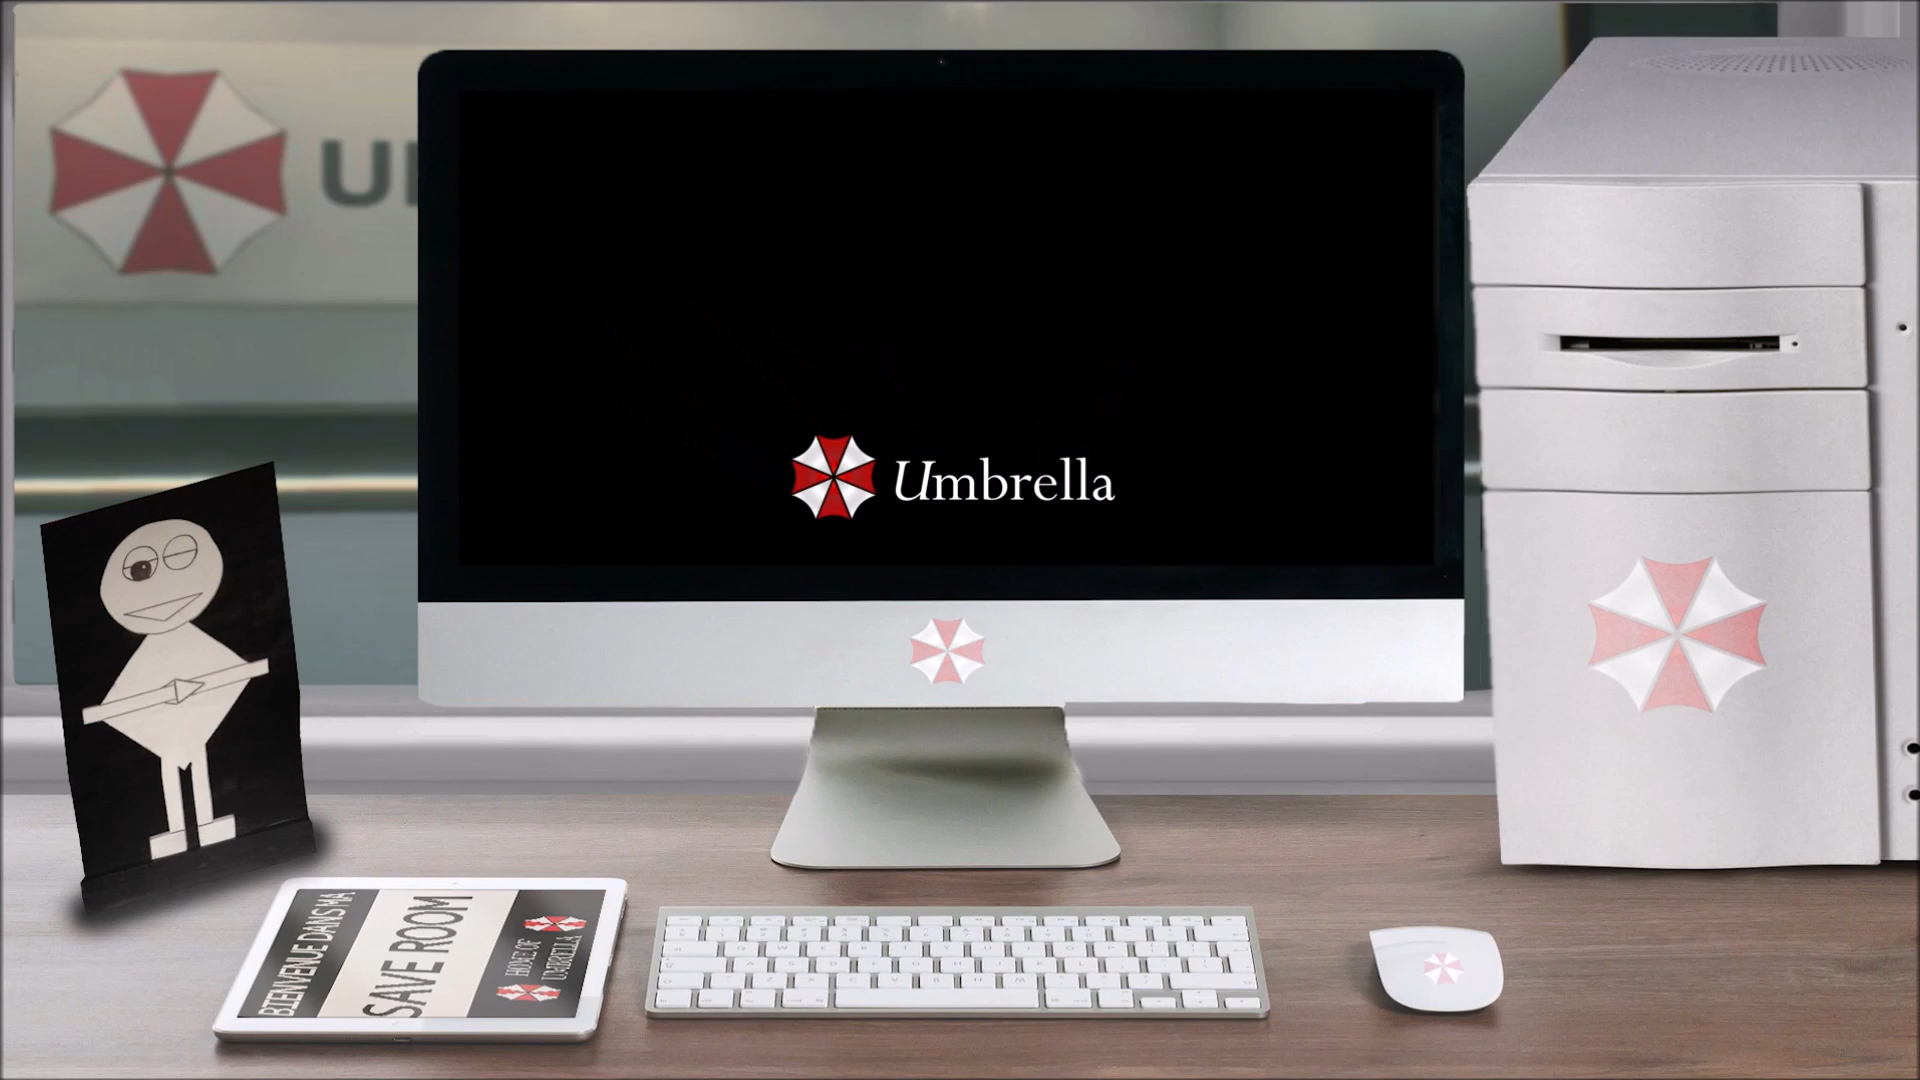 U
Umbrella
BIENVENUE DANS MA
SAVE ROOM
HOME OF
UMBRELLA